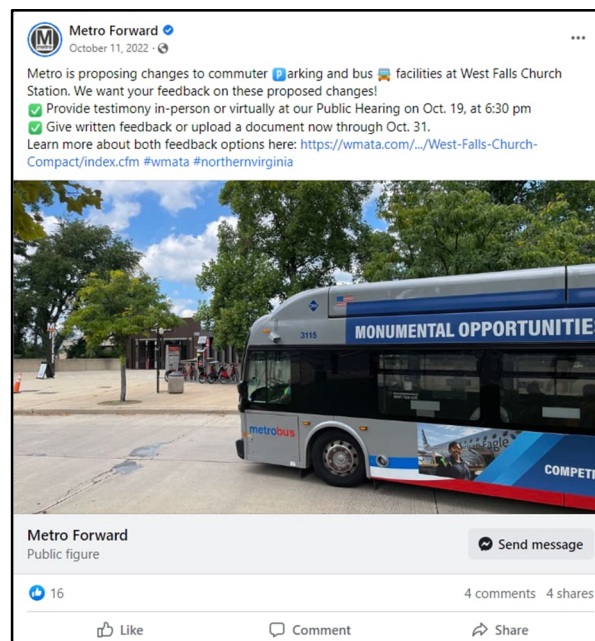 Metro Forward
October 11, 2022 ·
Metro is proposing changes to commuter 🅿arking and bus 🚍 facilities at West Falls Church
Station. We want your feedback on these proposed changes!
✅ Provide testimony in-person or virtually at our Public Hearing on Oct. 19, at 6:30 pm
✅ Give written feedback or upload a document now through Oct. 31.
Learn more about both feedback options here: https://wmata.com/.../West-Falls-Church-
Compact/index.cfm #wmata #northernvirginia
3115
MONUMENTAL OPPORTUNITIE
metrobus
Eagle
COMPETI
Metro Forward
Public figure
Send message
16
4 comments 4 shares
Like Comment Share